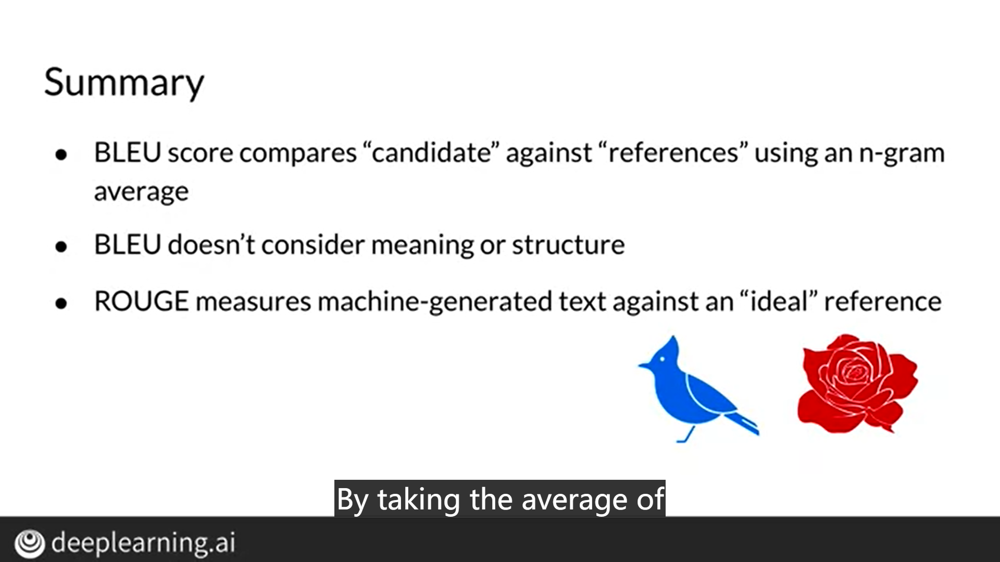 Summary
● BLEU score compares “candidate” against “references” using an n-gram
average
● BLEU doesn’t consider meaning or structure
● ROUGE measures machine-generated text against an “ideal” reference
By taking the average of
deeplearning.ai